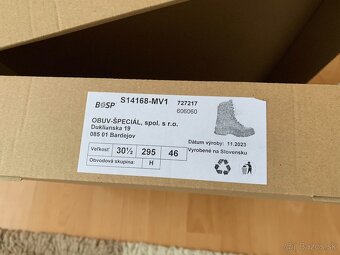 BOSP
S14168-MV1
727217
606060
OBUV-ŠPECIÁL, spol. s r.o.
Duklianska 19
085 01 Bardejov
Dátum výroby: 11.2023
Vyrobené na Slovensku
Veľkosť 30½ 295 46
Obvodová skupina: H